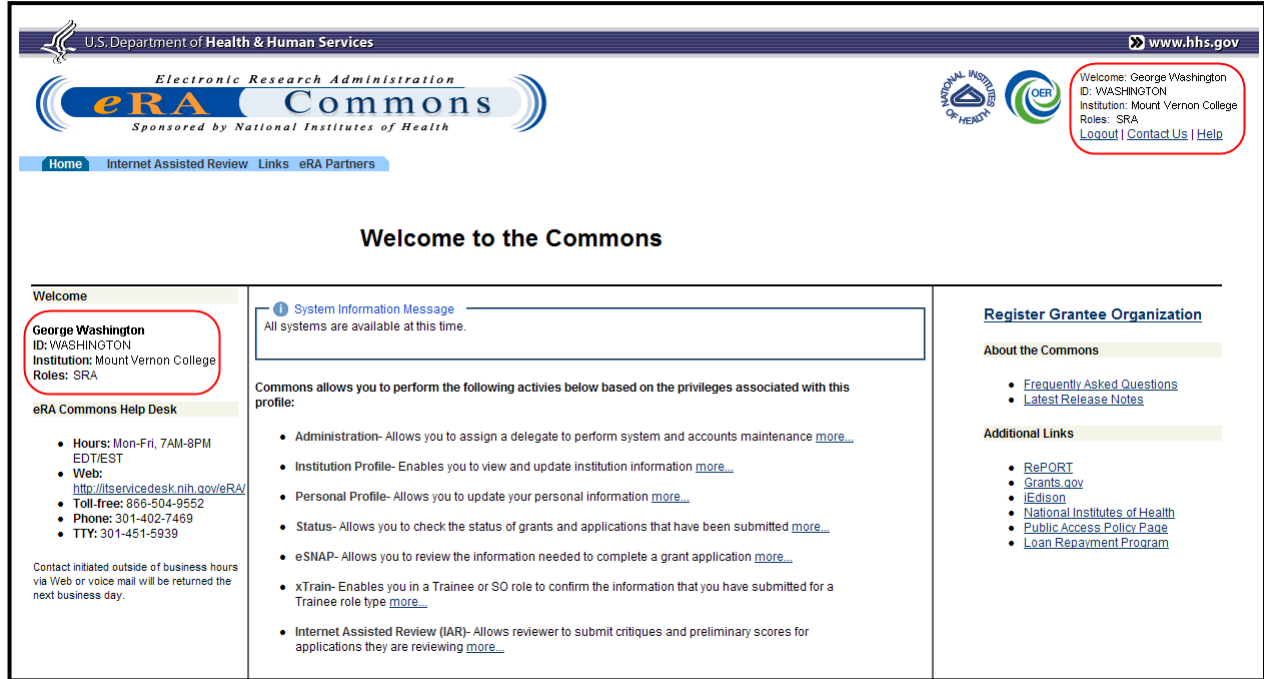 U.S. Department of Health & Human Services
www.hhs.gov
Electronic Research Administration
eRA Commons
Sponsored by National Institutes of Health
NATIONAL INSTITUTES OF HEALTH
OER
Welcome: George Washington
ID: WASHINGTON
Institution: Mount Vernon College
Roles: SRA
Logout | Contact Us | Help
Home Internet Assisted Review Links eRA Partners
Welcome to the Commons
Welcome
George Washington
ID: WASHINGTON
Institution: Mount Vernon College
Roles: SRA
eRA Commons Help Desk
• Hours: Mon-Fri, 7AM-8PM
EDT/EST
• Web:
http://itservicedesk.nih.gov/eRA/
• Toll-free: 866-504-9552
• Phone: 301-402-7469
• TTY: 301-451-5939
Contact initiated outside of business hours
via Web or voice mail will be returned the
next business day.
System Information Message
All systems are available at this time.
Commons allows you to perform the following activies below based on the privileges associated with this
profile:
• Administration- Allows you to assign a delegate to perform system and accounts maintenance more...
• Institution Profile- Enables you to view and update institution information more...
• Personal Profile- Allows you to update your personal information more...
• Status- Allows you to check the status of grants and applications that have been submitted more...
• eSNAP- Allows you to review the information needed to complete a grant application more...
• xTrain- Enables you in a Trainee or SO role to confirm the information that you have submitted for a
Trainee role type more...
• Internet Assisted Review (IAR)- Allows reviewer to submit critiques and preliminary scores for
applications they are reviewing more...
Register Grantee Organization
About the Commons
• Frequently Asked Questions
• Latest Release Notes
Additional Links
• RePORT
• Grants.gov
• iEdison
• National Institutes of Health
• Public Access Policy Page
• Loan Repayment Program